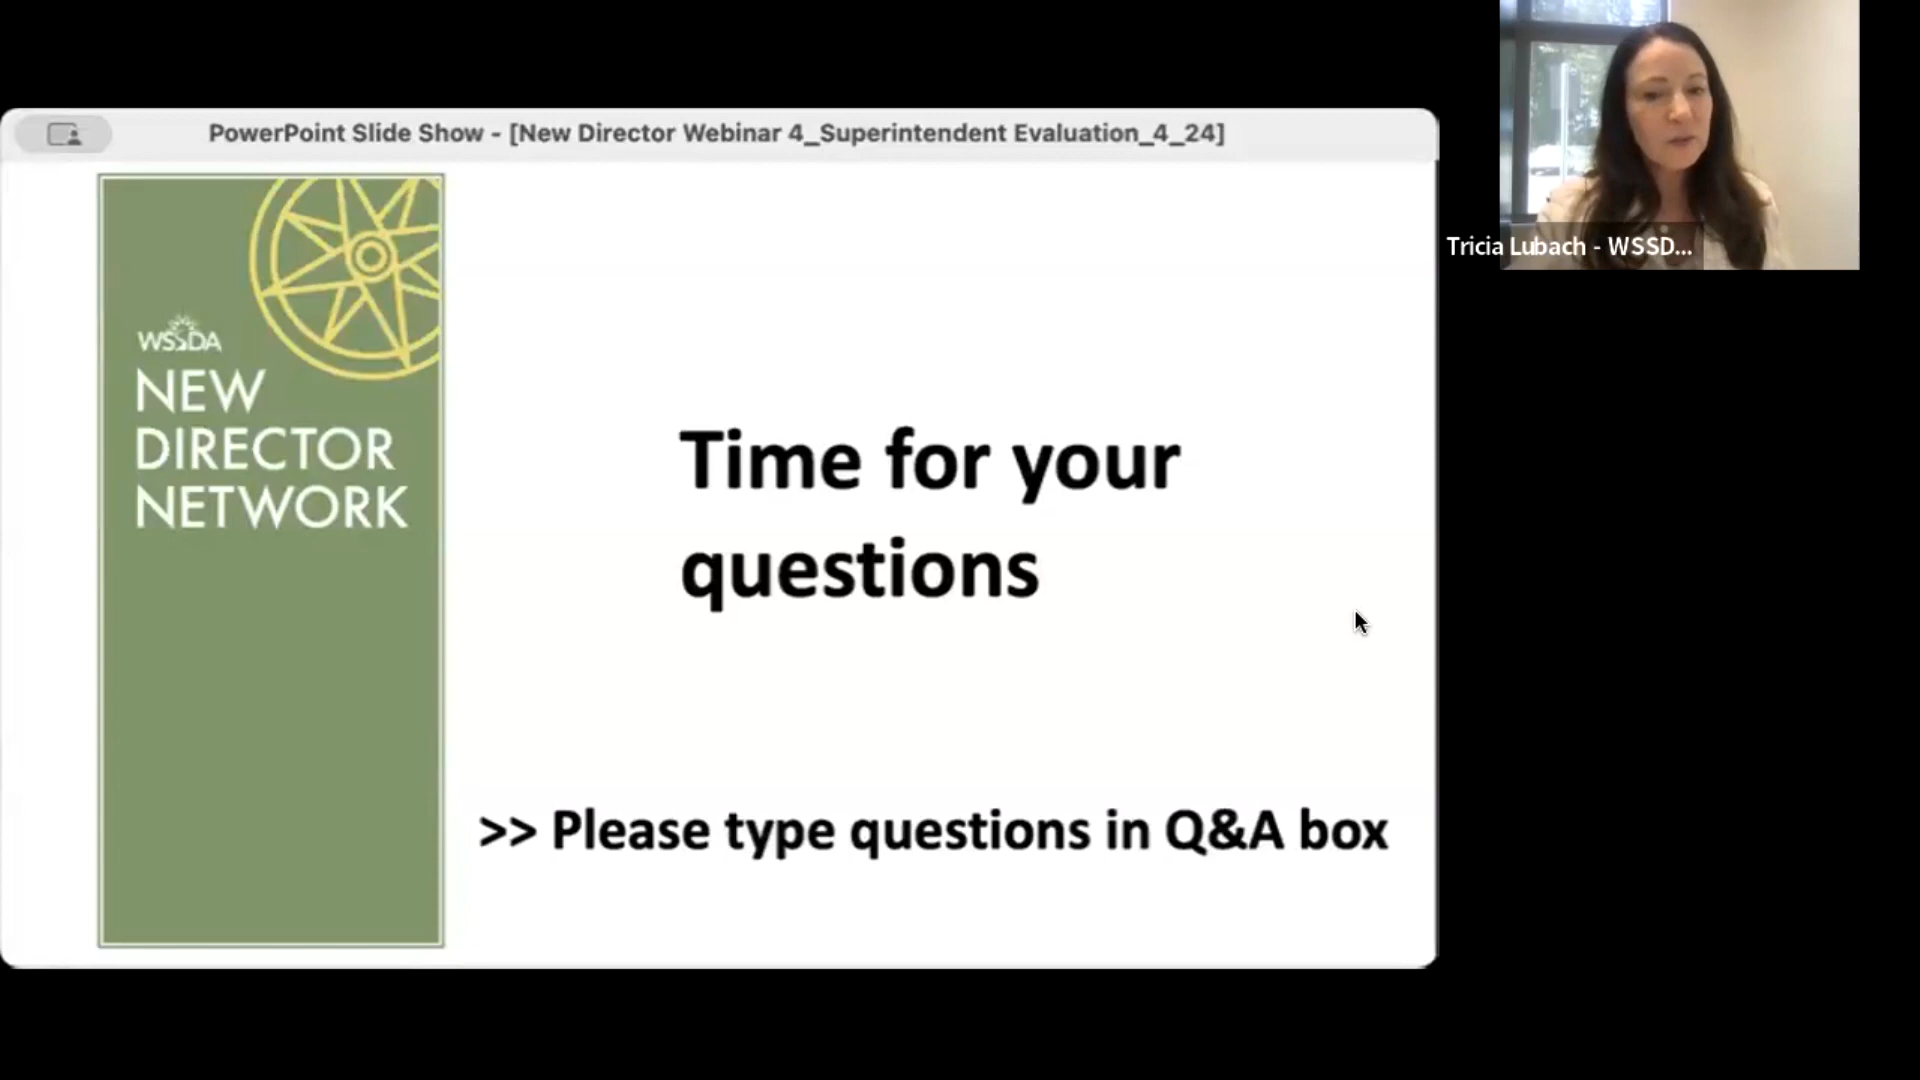 PowerPoint Slide Show - [New Director Webinar 4_Superintendent Evaluation_4_24]
WSSDA
NEW
DIRECTOR
NETWORK
Time for your
questions
>> Please type questions in Q&A box
Tricia Lubach - WSSD...